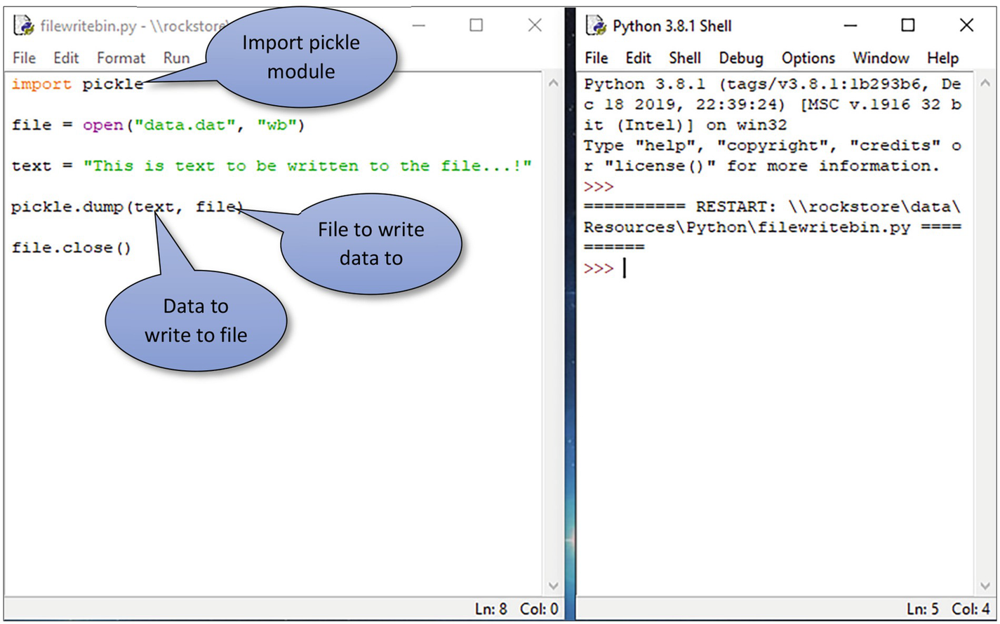 filewritebin.py - \\rockstore\
File Edit Format Run
import pickle
file = open("data.dat", "wb")
text = "This is text to be written to the file...!"
pickle.dump(text, file)
file.close()
Import pickle
module
File to write
data to
Data to
write to file
Ln: 8 Col: 0
Python 3.8.1 Shell
File Edit Shell Debug Options Window Help
Python 3.8.1 (tags/v3.8.1:1b293b6, De
c 18 2019, 22:39:24) [MSC v.1916 32 b
it (Intel)] on win32
Type "help", "copyright", "credits" o
r "license()" for more information.
>>>
========== RESTART: \\rockstore\data\
Resources\Python\filewritebin.py ====
======
>>>
Ln: 5 Col: 4